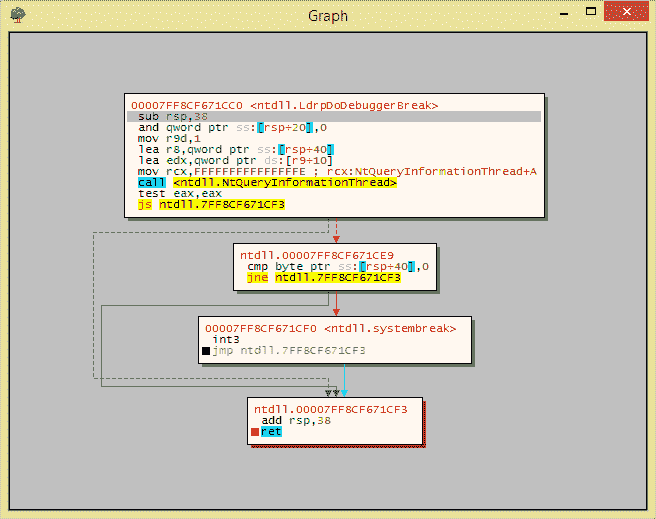 Graph
00007FF8CF671CC0 <ntdll.LdrpDoDebuggerBreak>
sub rsp,38
and qword ptr ss:[rsp+20],0
mov r9d,1
lea r8,qword ptr ss:[rsp+40]
lea edx,qword ptr ds:[r9+10]
mov rcx,FFFFFFFFFFFFFFFE ; rcx:NtQueryInformationThread+A
call <ntdll.NtQueryInformationThread>
test eax,eax
js ntdll.7FF8CF671CF3
ntdll.00007FF8CF671CE9
cmp byte ptr ss:[rsp+40],0
jne ntdll.7FF8CF671CF3
00007FF8CF671CF0 <ntdll.systembreak>
int3
jmp ntdll.7FF8CF671CF3
ntdll.00007FF8CF671CF3
add rsp,38
ret